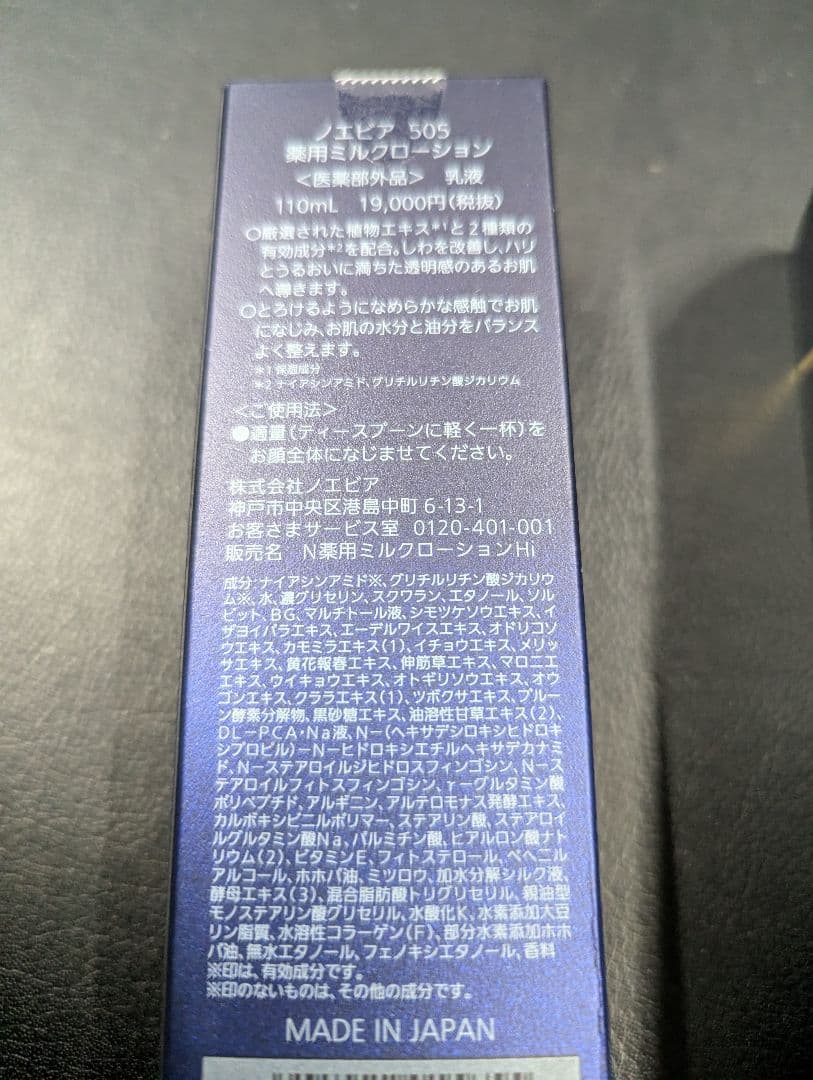 ノエビア 505
薬用ミルクローション
＜医薬部外品＞ 乳液
110mL 19,000円(税抜)
○厳選された植物エキス*1と2種類の
有効成分*2を配合。しわを改善し、ハリ
とうるおいに満ちた透明感のあるお肌
へ導きます。
○とろけるようになめらかな感触でお肌
になじみ、お肌の水分と油分をバランス
よく整えます。
*1 保湿成分
*2 ナイアシンアミド、グリチルリチン酸ジカリウム
＜ご使用法＞
●適量(ティースプーンに軽く一杯)を
お顔全体になじませてください。
株式会社ノエビア
神戸市中央区港島中町 6-13-1
お客さまサービス室 0120-401-001
販売名 N薬用ミルクローションHi
成分:ナイアシンアミド※、グリチルリチン酸ジカリウ
ム※、水、濃グリセリン、スクワラン、エタノール、ソル
ビット、BG、マルチトール液、シモツケソウエキス、イ
ザヨイバラエキス、エーデルワイスエキス、オドリコソ
ウエキス、カモミラエキス(1)、イチョウエキス、メリッ
サエキス、黄花報春エキス、伸筋草エキス、マロニエ
エキス、ウイキョウエキス、オトギリソウエキス、オウ
ゴンエキス、クララエキス(1)、ツボクサエキス、プルー
ン酵素分解物、黒砂糖エキス、油溶性甘草エキス(2)、
DL-PCA・Na液、N-(ヘキサデシロキシヒドロキ
シプロピル)-N-ヒドロキシエチルヘキサデカナミ
ド、N-ステアロイルジヒドロスフィンゴシン、N-ス
テアロイルフィトスフィンゴシン、γ-グルタミン酸
ポリペプチド、アルギニン、アルテロモナス発酵エキス、
カルボキシビニルポリマー、ステアリン酸、ステアロイ
ルグルタミン酸Na、パルミチン酸、ヒアルロン酸ナト
リウム(2)、ビタミンE、フィトステロール、ベヘニル
アルコール、ホホバ油、ミツロウ、加水分解シルク液、
酵母エキス(3)、混合脂肪酸トリグリセリル、親油型
モノステアリン酸グリセリル、水酸化K、水素添加大豆
リン脂質、水溶性コラーゲン(F)、部分水素添加ホホ
バ油、無水エタノール、フェノキシエタノール、香料
※印は、有効成分です。
※印のないものは、その他の成分です。
MADE IN JAPAN